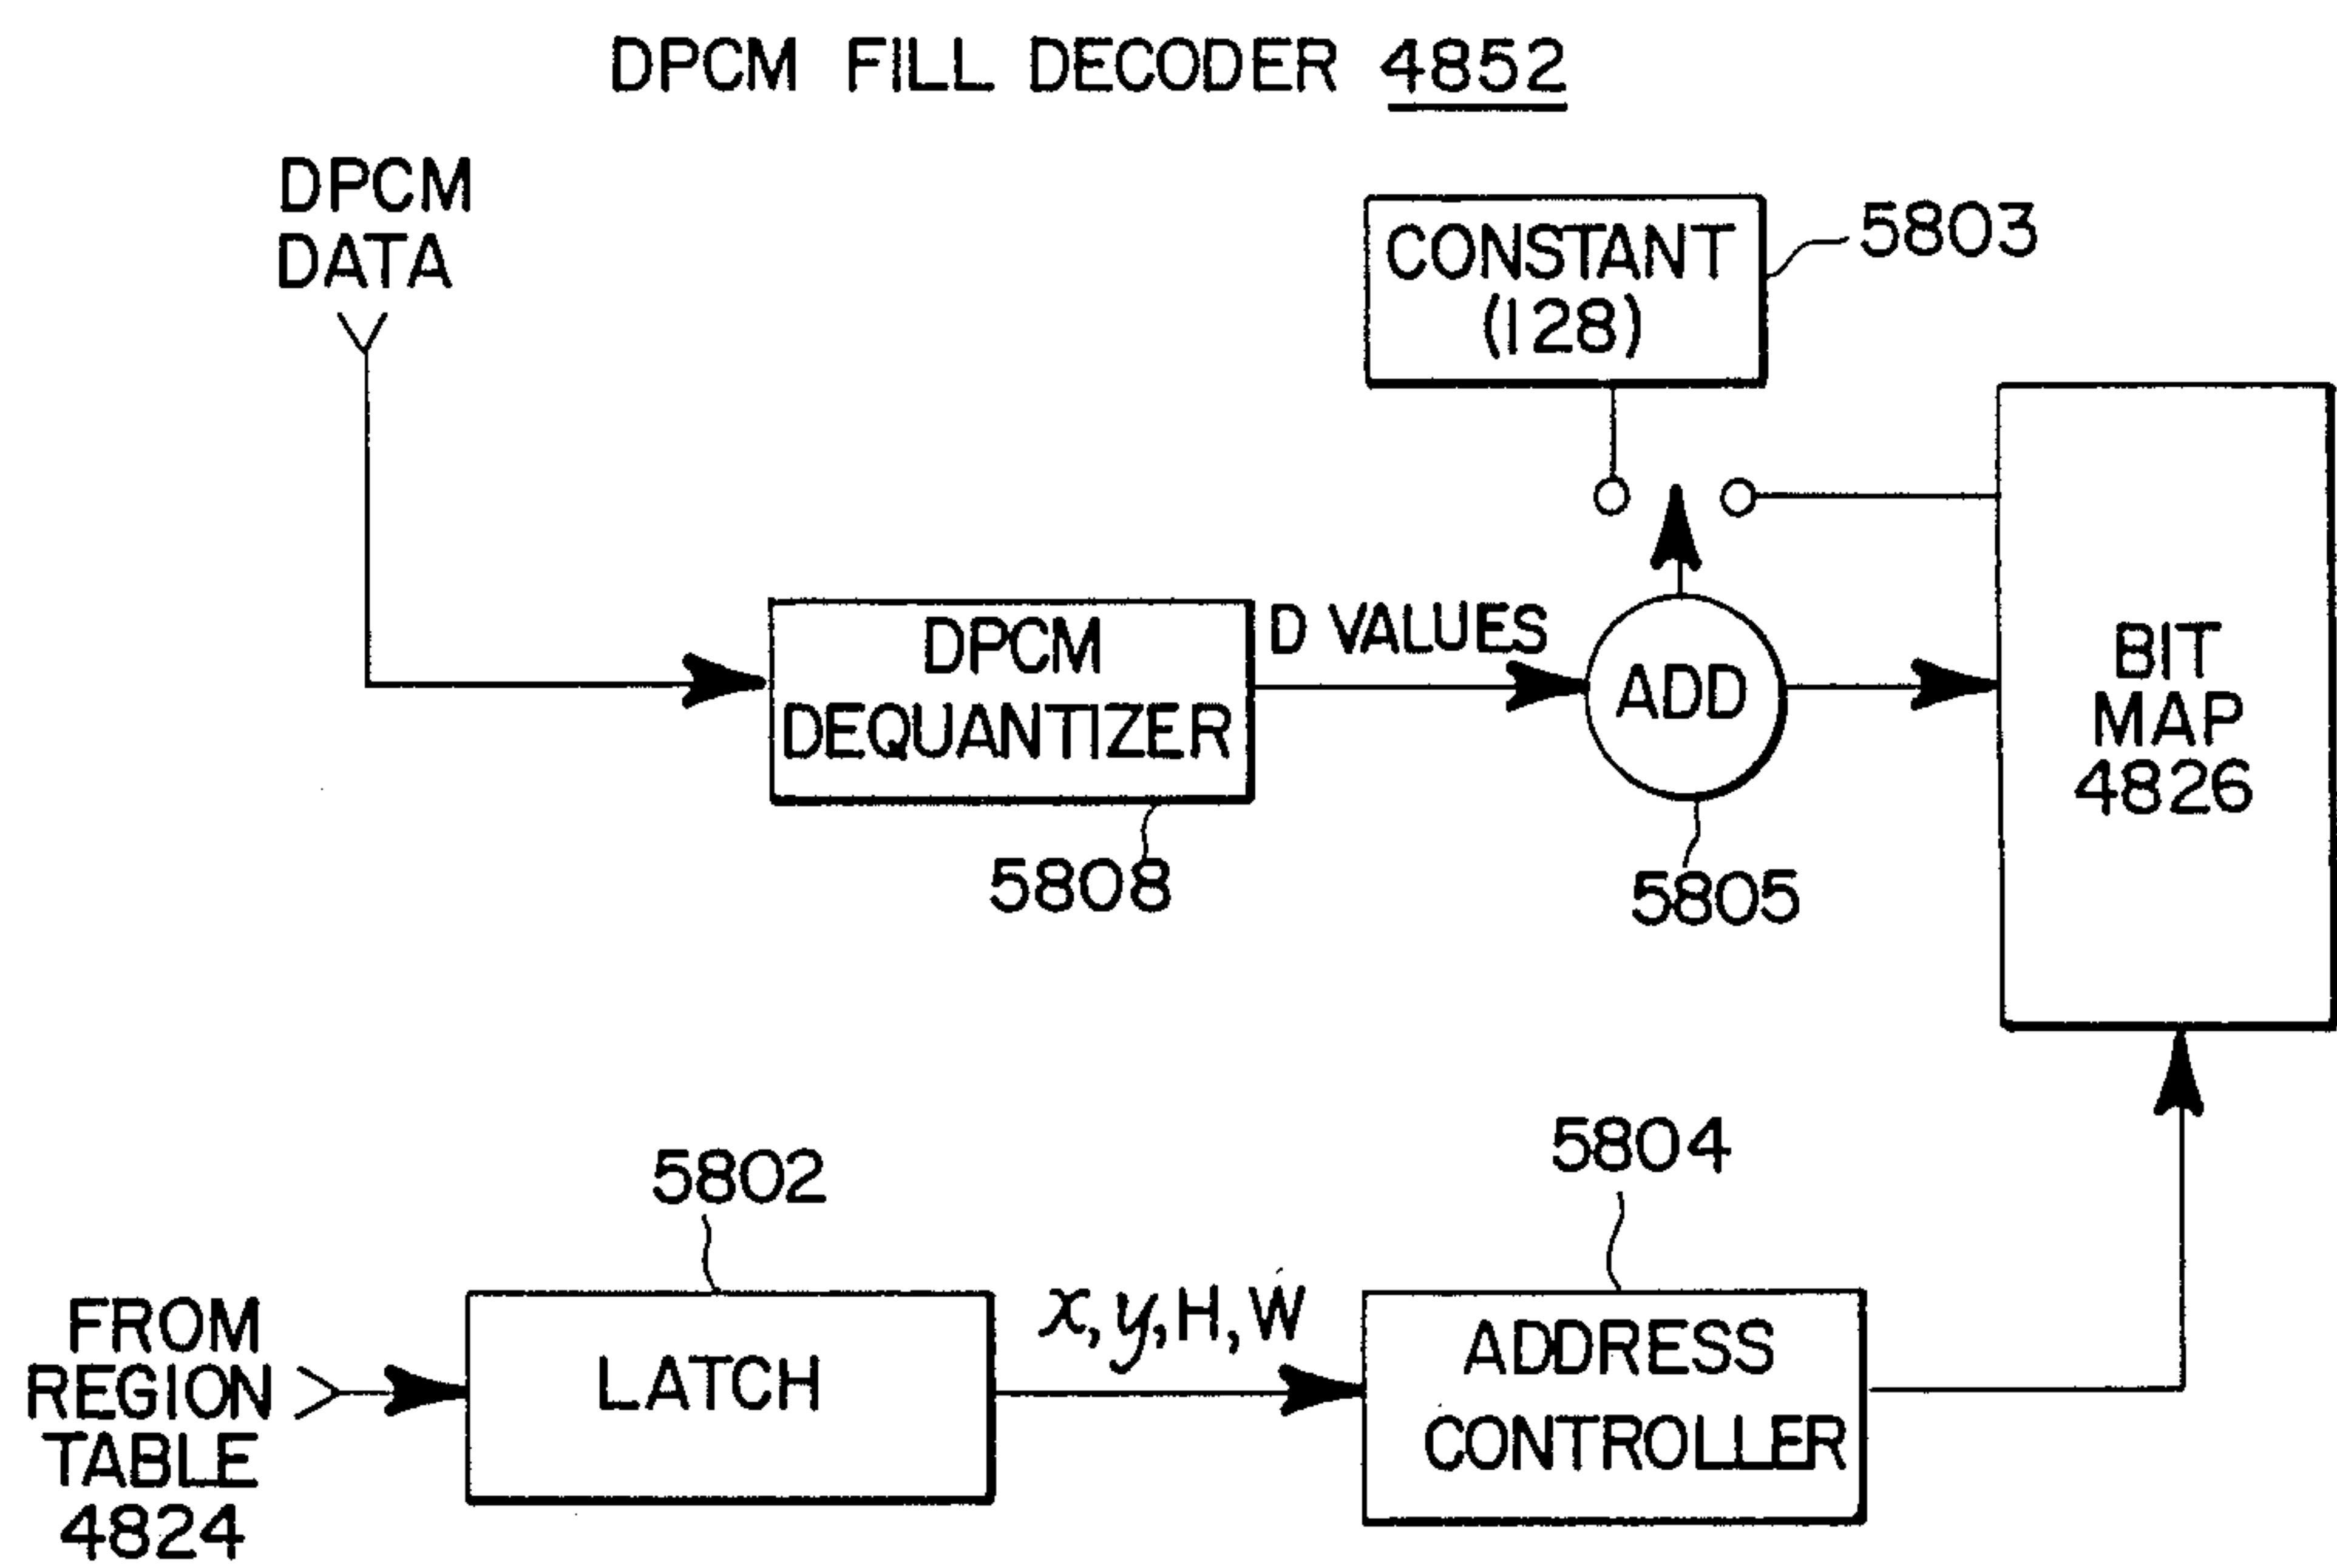 DPCM FILL DECODER 4852
DPCM
DATA
CONSTANT
(128)
5803
DPCM
DEQUANTIZER
5808
D VALUES
ADD
5805
BIT
MAP
4826
FROM
REGION
TABLE
4824
5802
LATCH
x, y, H, W
5804
ADDRESS
CONTROLLER